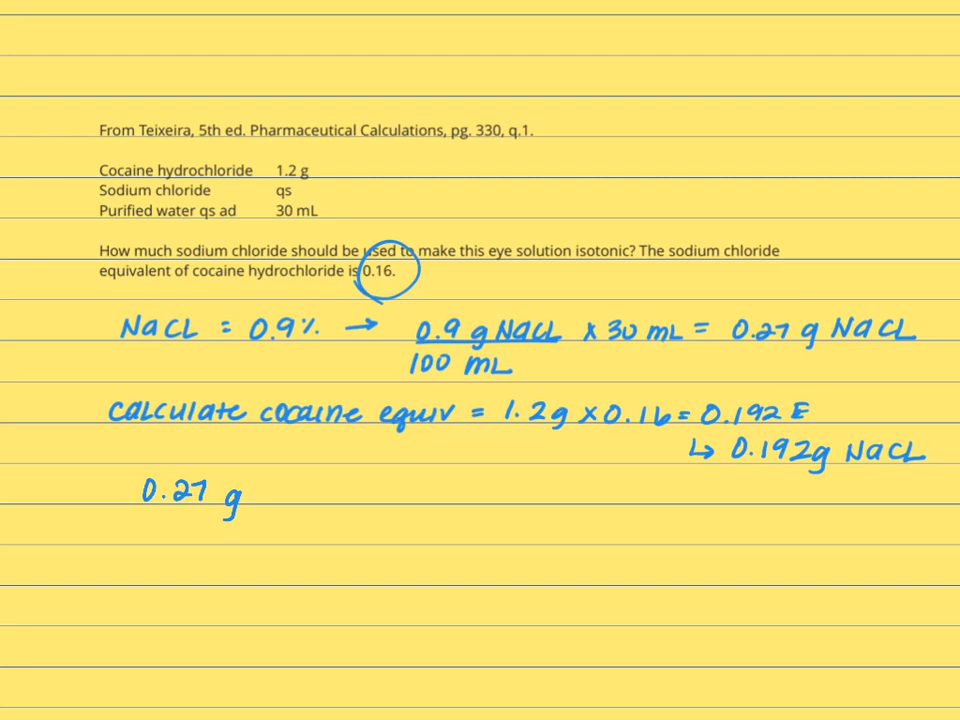 From Teixeira, 5th ed. Pharmaceutical Calculations, pg. 330, q.1.
Cocaine hydrochloride 1.2 g
Sodium chloride qs
Purified water qs ad 30 mL
How much sodium chloride should be used to make this eye solution isotonic? The sodium chloride
equivalent of cocaine hydrochloride is 0.16.
NaCL = 0.9% → 0.9 g NaCL x 30 mL = 0.27 g NaCL
100 mL
calculate cocaine equiv = 1.2g x 0.16 = 0.192 E
↳ 0.192g NaCL
0.27 g